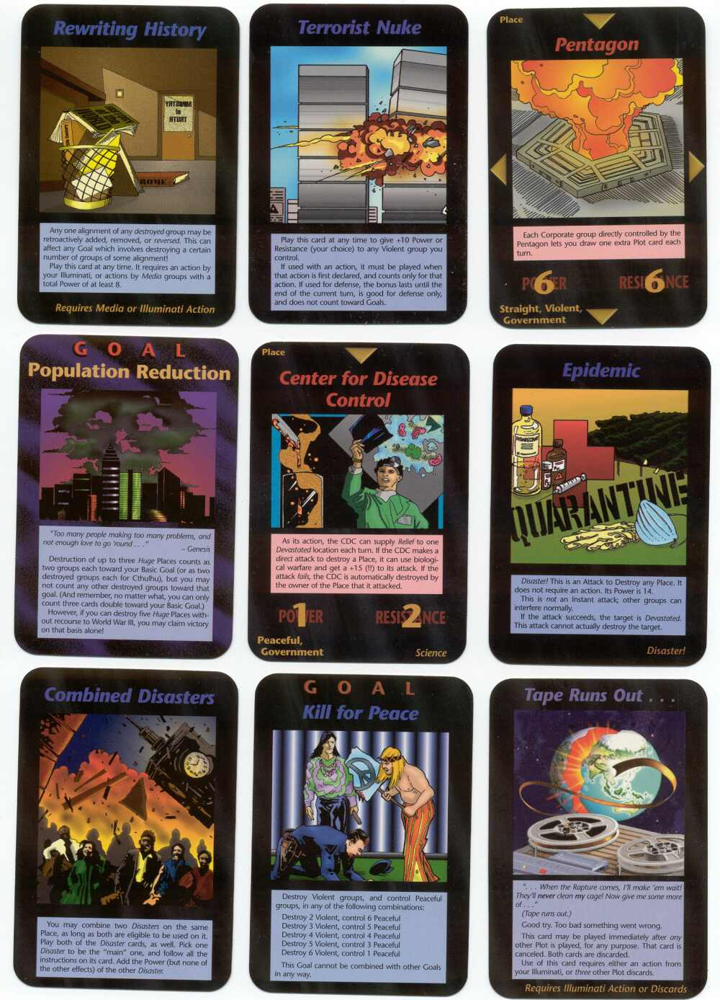 Rewriting History
MINISTRY
of
TRUTH
ROME
Any one alignment of any destroyed group may be
retroactively added, removed, or reversed. This can
affect any Goal which involves destroying a certain
number of groups of some alignment!
Play this card at any time. It requires an action by
your Illuminati, or actions by Media groups with a
total Power of at least 8.
Requires Media or Illuminati Action
Terrorist Nuke
Play this card at any time to give +10 Power or
Resistance (your choice) to any Violent group you
control.
If used with an action, it must be played when
that action is first declared, and counts only for that
action. If used for defense, the bonus lasts until the
end of the current turn, is good for defense only,
and does not count toward Goals.
Place
Pentagon
Each Corporate group directly controlled by the
Pentagon lets you draw one extra Plot card each
turn.
POWER 6 RESISTANCE 6
Straight, Violent,
Government
GOAL
Population Reduction
"Too many people making too many problems, and
not enough love to go 'round . . ."
– Genesis
Destruction of up to three Huge Places counts as
two groups each toward your Basic Goal (or as two
destroyed groups each for Cthulhu), but you may
not count any other destroyed groups toward that
goal. (And remember, no matter what, you can only
count three cards double toward your Basic Goal.)
However, if you can destroy five Huge Places with-
out recourse to World War III, you may claim victory
on that basis alone!
Place
Center for Disease
Control
As its action, the CDC can supply Relief to one
Devastated location each turn. If the CDC makes a
direct attack to destroy a Place, it can use biologi-
cal warfare and get a +15 (!!) to its attack. If the
attack fails, the CDC is automatically destroyed by
the owner of the Place that it attacked.
POWER 1 RESISTANCE 2
Peaceful,
Government
Science
Epidemic
DISINFECTANT
QUARANTINE
Disaster! This is an Attack to Destroy any Place. It
does not require an action. Its Power is 14.
This is not an Instant attack; other groups can
interfere normally.
If the attack succeeds, the target is Devastated.
This attack cannot actually destroy the target.
Disaster!
Combined Disasters
You may combine two Disasters on the same
Place, as long as both are eligible to be used on it.
Play both of the Disaster cards, as well. Pick one
Disaster to be the "main" one, and follow all the
instructions on its card. Add the Power (but none of
the other effects) of the other Disaster.
GOAL
Kill for Peace
Destroy Violent groups, and control Peaceful
groups, in any of the following combinations:
Destroy 2 Violent, control 6 Peaceful
Destroy 3 Violent, control 5 Peaceful
Destroy 4 Violent, control 4 Peaceful
Destroy 5 Violent, control 3 Peaceful
Destroy 6 Violent, control 1 Peaceful
This Goal cannot be combined with other Goals
in any way.
Tape Runs Out . . .
". . . When the Rapture comes, I'll make 'em wait!
They'll never clean my cage! Now give me some more
of . . ."
(Tape runs out.)
Good try. Too bad something went wrong.
This card may be played immediately after any
other Plot is played, for any purpose. That card is
canceled. Both cards are discarded.
Use of this card requires either an action from
your Illuminati, or three other Plot discards.
Requires Illuminati Action or Discards